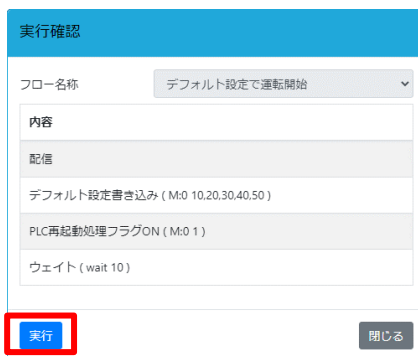 実行確認
フロー名称 デフォルト設定で運転開始
内容
配信
デフォルト設定書き込み ( M:0 10,20,30,40,50 )
PLC再起動処理フラグON ( M:0 1 )
ウェイト ( wait 10 )
実行 閉じる